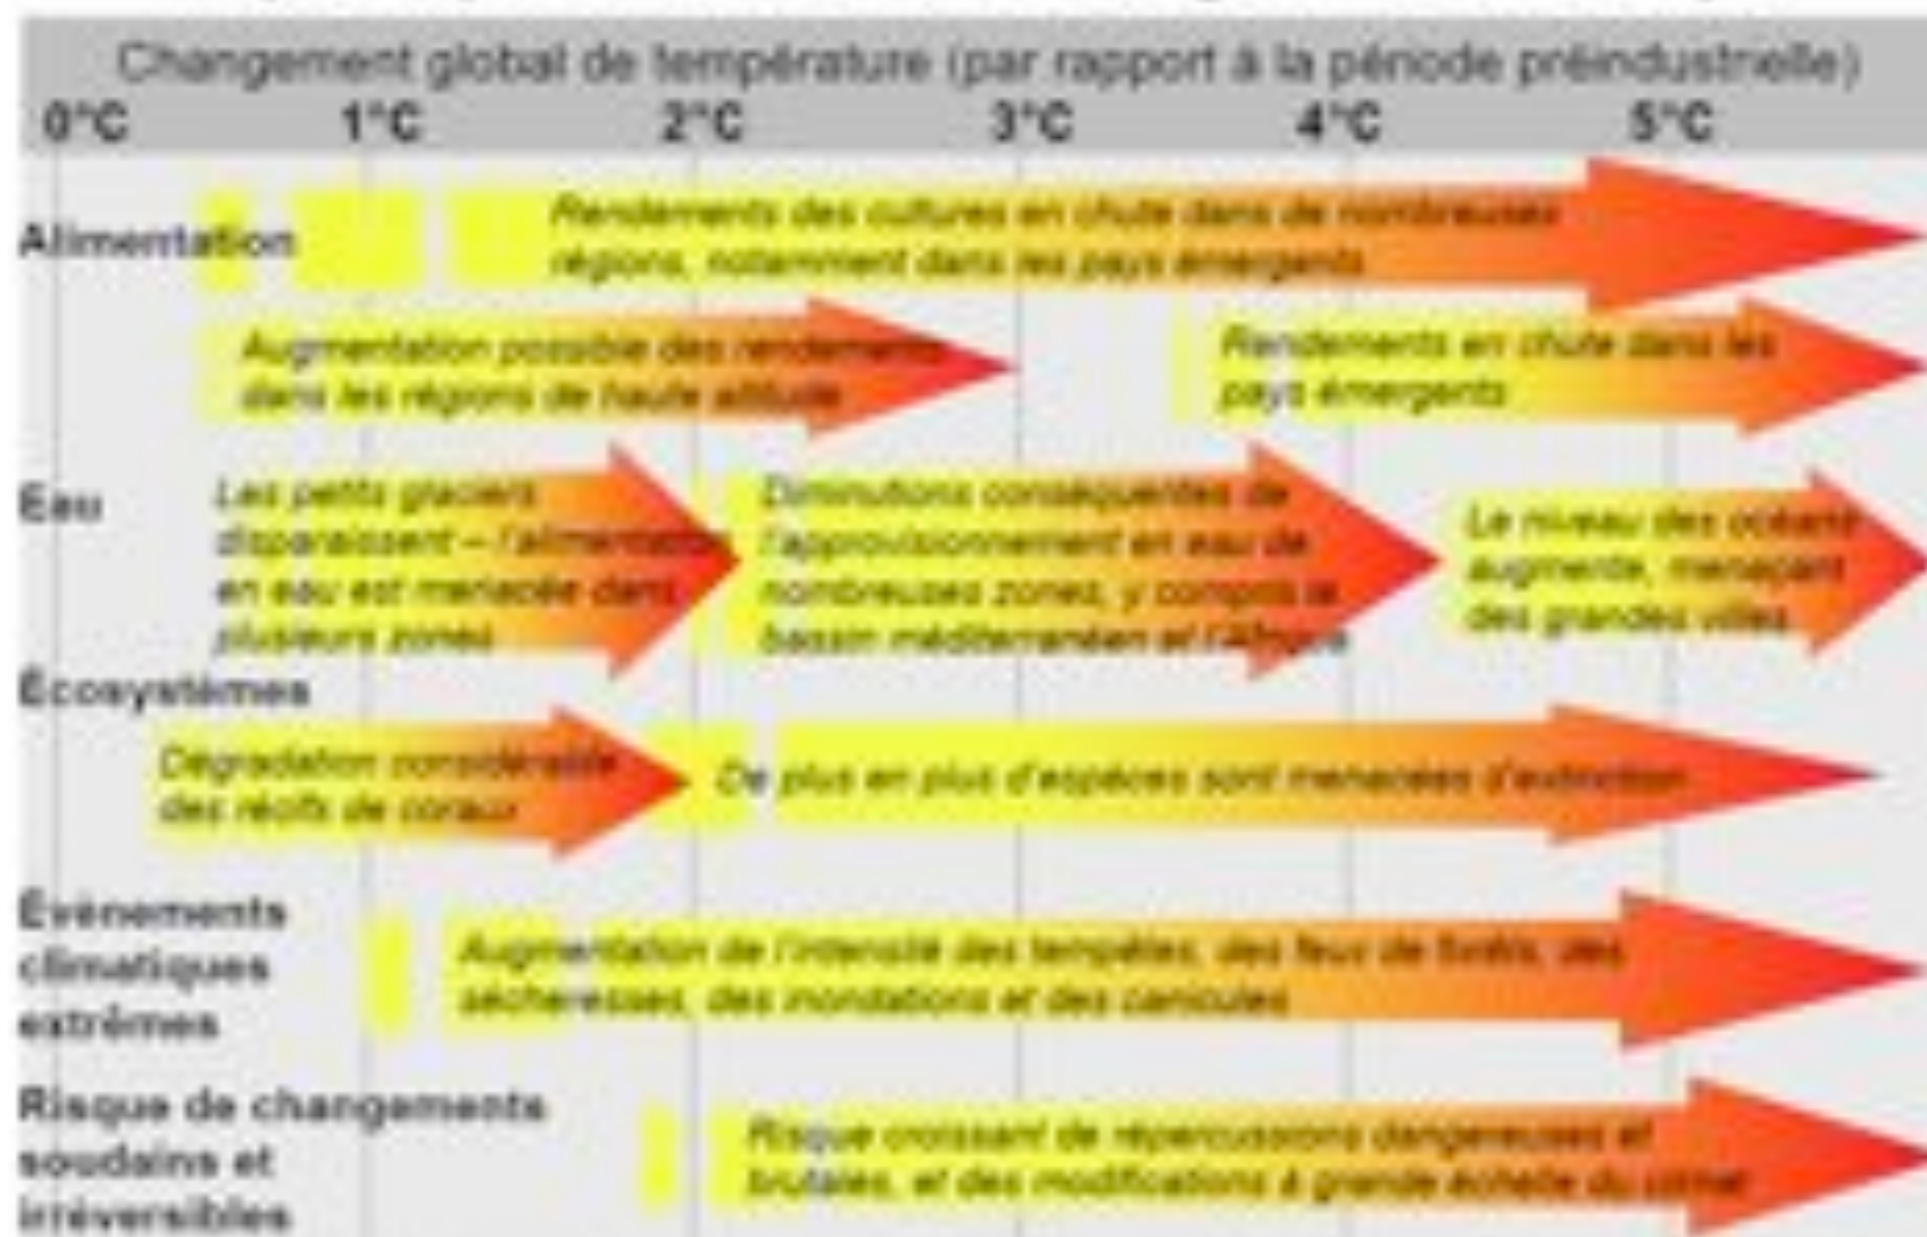 Changement global de température (par rapport à la période préindustrielle)
0°C 1°C 2°C 3°C 4°C 5°C
Alimentation
Rendements des cultures en chute dans de nombreuses
régions, notamment dans les pays émergents
Augmentation possible des rendements
dans les régions de haute altitude
Rendements en chute dans les
pays émergents
Eau
Les petits glaciers
disparaissent – l'alimentation
en eau est menacée dans
plusieurs zones
Diminutions conséquentes de
l'approvisionnement en eau de
nombreuses zones, y compris le
bassin méditerranéen et l'Afrique
Le niveau des océans
augmente, menaçant
des grandes villes
Écosystèmes
Dégradation considérable
des récifs de coraux
De plus en plus d'espèces sont menacées d'extinction
Évènements
climatiques
extrêmes
Augmentation de l'intensité des tempêtes, des feux de forêts, des
sécheresses, des inondations et des canicules
Risque de changements
soudains et
irréversibles
Risque croissant de répercussions dangereuses et
brutales, et des modifications à grande échelle du climat